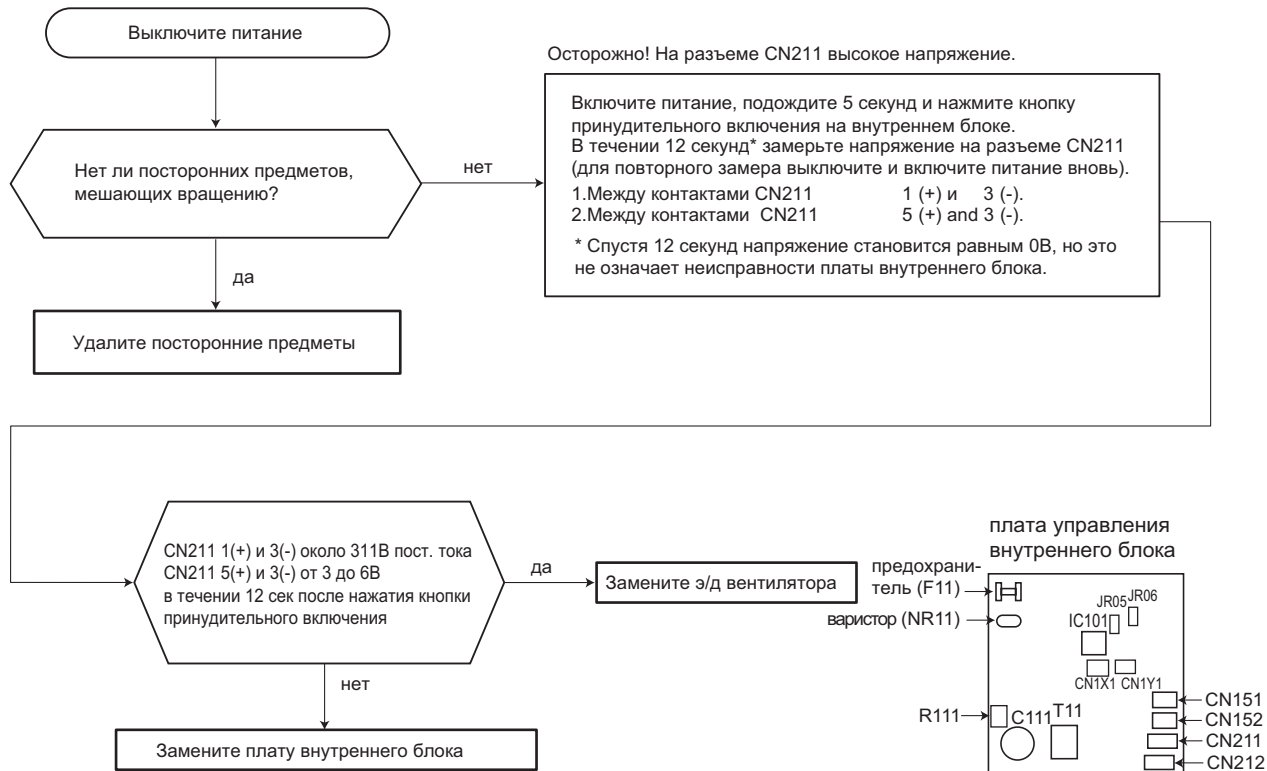 Выключите питание
Осторожно! На разъеме CN211 высокое напряжение.
Нет ли посторонних предметов,
мешающих вращению?
нет
да
Удалите посторонние предметы
Включите питание, подождите 5 секунд и нажмите кнопку
принудительного включения на внутреннем блоке.
В течении 12 секунд* замерьте напряжение на разъеме CN211
(для повторного замера выключите и включите питание вновь).
1.Между контактами CN211 1 (+) и 3 (-).
2.Между контактами CN211 5 (+) and 3 (-).
* Спустя 12 секунд напряжение становится равным 0В, но это
не означает неисправности платы внутреннего блока.
CN211 1(+) и 3(-) около 311В пост. тока
CN211 5(+) и 3(-) от 3 до 6В
в течении 12 сек после нажатия кнопки
принудительного включения
да
Замените э/д вентилятора
нет
Замените плату внутреннего блока
плата управления
внутреннего блока
предохрани-
тель (F11)
варистор (NR11)
JR05 JR06
IC101
CN1X1 CN1Y1
R111
C111 T11
CN151
CN152
CN211
CN212